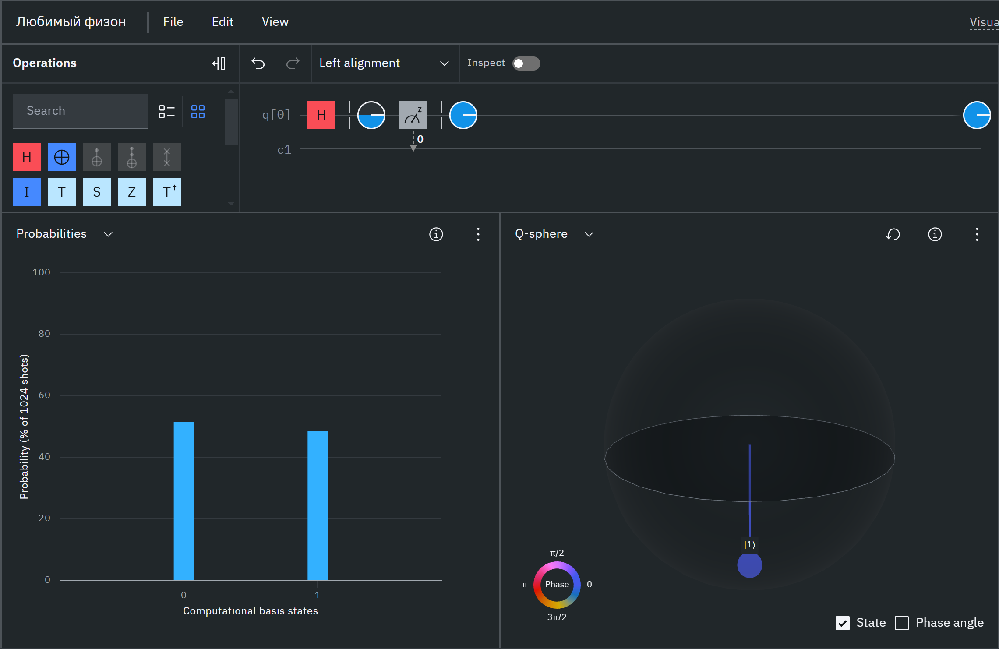 Любимый физон File Edit View Visua
Operations Left alignment Inspect
Search
q[0] H z
0
c1
H
I T S Z T†
Probabilities
Probability (% of 1024 shots)
100
80
60
40
20
0
0 1
Computational basis states
Q-sphere
|1⟩
π/2
π Phase 0
3π/2
State Phase angle